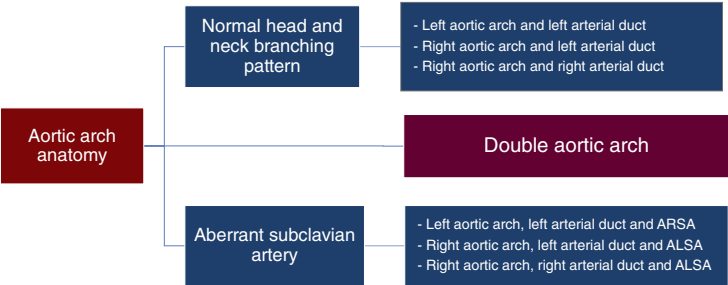 Aortic arch
anatomy
Normal head and
neck branching
pattern
- Left aortic arch and left arterial duct
- Right aortic arch and left arterial duct
- Right aortic arch and right arterial duct
Double aortic arch
Aberrant subclavian
artery
- Left aortic arch, left arterial duct and ARSA
- Right aortic arch, left arterial duct and ALSA
- Right aortic arch, right arterial duct and ALSA